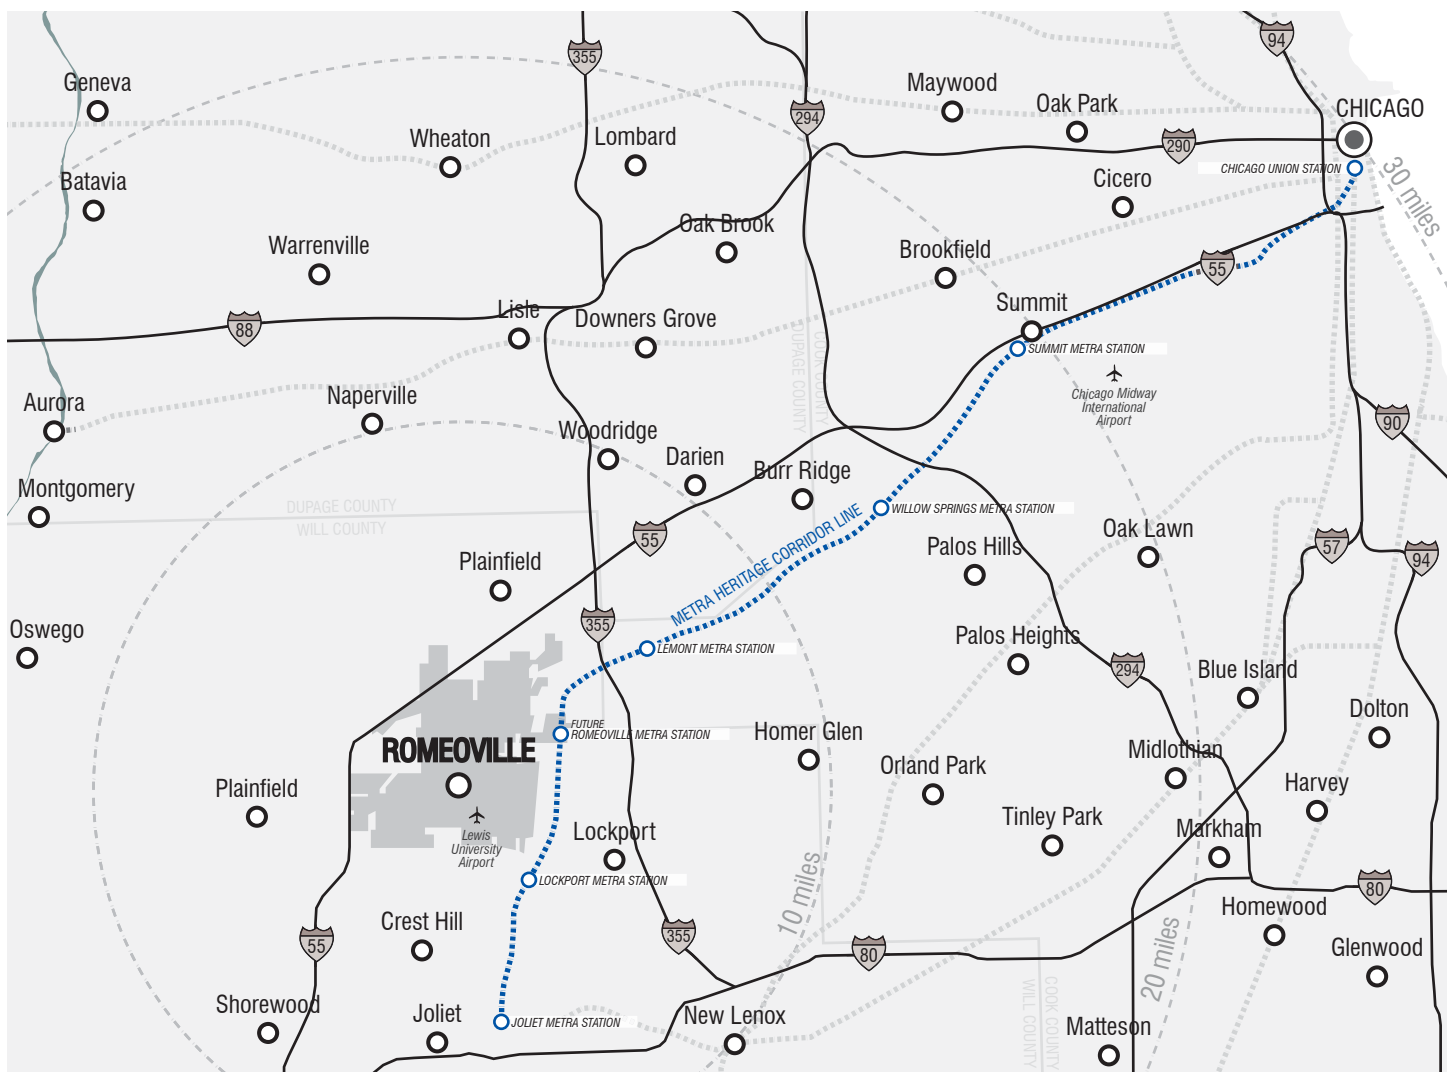 94
355
Geneva
Maywood
Oak Park
CHICAGO
294
Wheaton
Lombard
290
CHICAGO UNION STATION
30 miles
Batavia
Cicero
Oak Brook
Warrenville
Brookfield
55
Summit
Lisle
Downers Grove
88
SUMMIT METRA STATION
DUPAGE COUNTY
COOK COUNTY
Chicago Midway
International
Airport
Aurora
Naperville
90
Woodridge
Darien
Burr Ridge
Montgomery
DUPAGE COUNTY
WILL COUNTY
WILLOW SPRINGS METRA STATION
55
METRA HERITAGE CORRIDOR LINE
Oak Lawn
Palos Hills
57
94
Plainfield
Oswego
355
Palos Heights
LEMONT METRA STATION
294
Blue Island
FUTURE
ROMEOVILLE METRA STATION
Homer Glen
Dolton
ROMEOVILLE
Midlothian
Orland Park
Plainfield
Harvey
Tinley Park
Lewis
University
Airport
Lockport
Markham
10 miles
LOCKPORT METRA STATION
80
Homewood
Crest Hill
355
55
80
Glenwood
20 miles
WILL COUNTY
COOK COUNTY
Shorewood
Joliet
JOLIET METRA STATION
New Lenox
Matteson